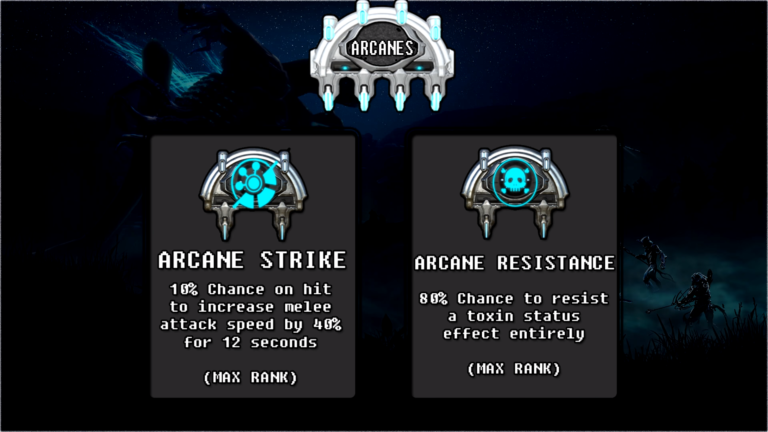 ARCANES
ARCANE STRIKE
10% Chance on hit
to increase melee
attack speed by 40%
for 12 seconds
(MAX RANK)
ARCANE RESISTANCE
80% Chance to resist
a toxin status
effect entirely
(MAX RANK)